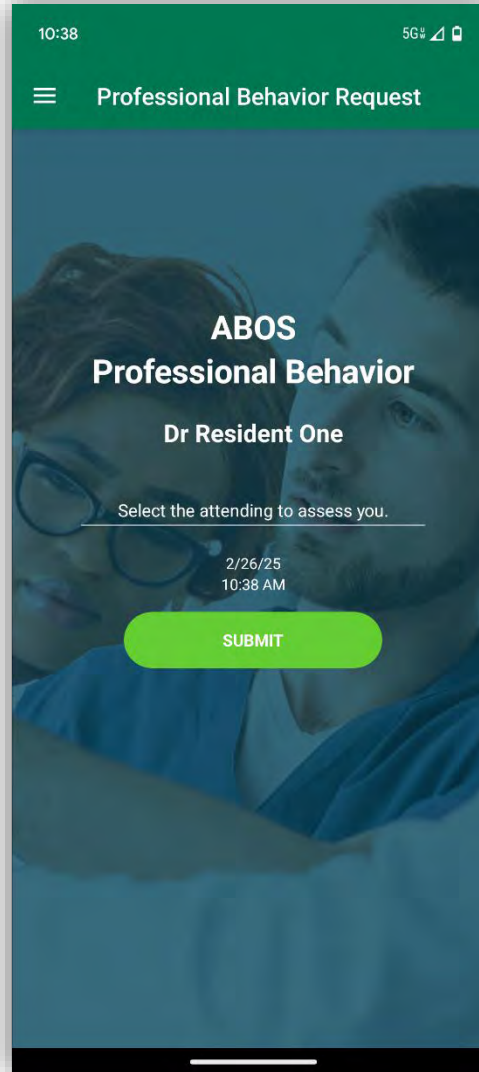 10:38
5G
Professional Behavior Request
ABOS
Professional Behavior
Dr Resident One
Select the attending to assess you.
2/26/25
10:38 AM
SUBMIT